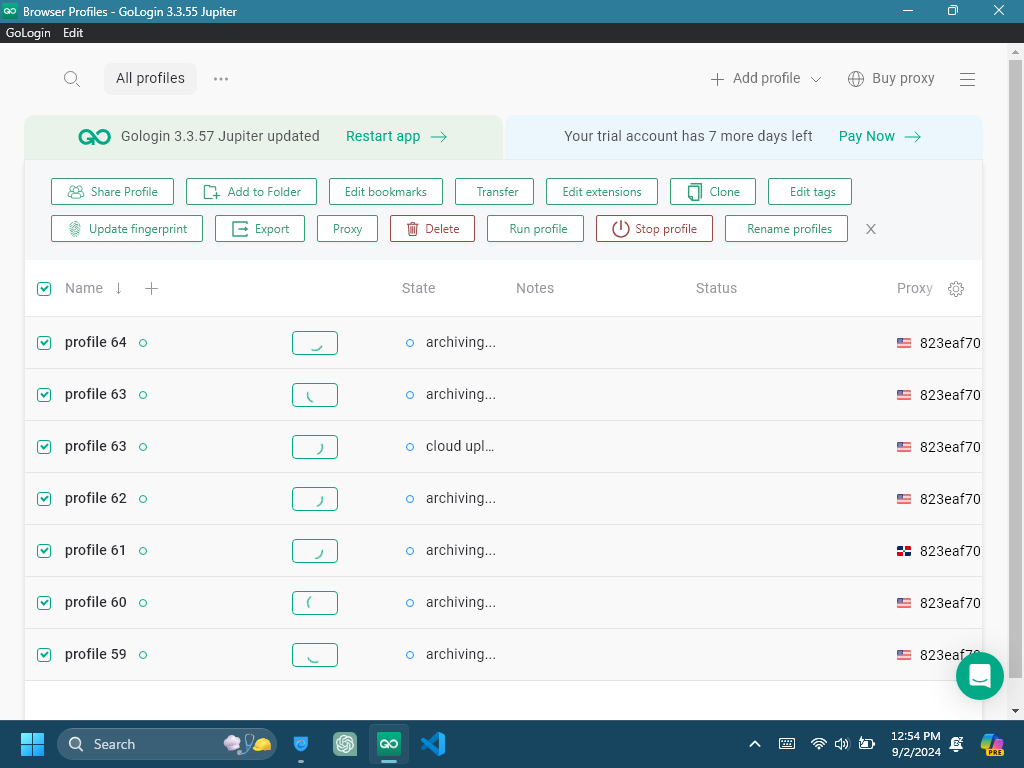 Browser Profiles - GoLogin 3.3.55 Jupiter
GoLogin Edit
All profiles ··· Add profile Buy proxy
Gologin 3.3.57 Jupiter updated Restart app → Your trial account has 7 more days left Pay Now →
Share Profile Add to Folder Edit bookmarks Transfer Edit extensions Clone Edit tags
Update fingerprint Export Proxy Delete Run profile Stop profile Rename profiles X
Name ↓ + State Notes Status Proxy
profile 64 archiving... 823eaf70
profile 63 archiving... 823eaf70
profile 63 cloud upl... 823eaf70
profile 62 archiving... 823eaf70
profile 61 archiving... 823eaf70
profile 60 archiving... 823eaf70
profile 59 archiving... 823eaf70
Search
12:54 PM
9/2/2024
PRE